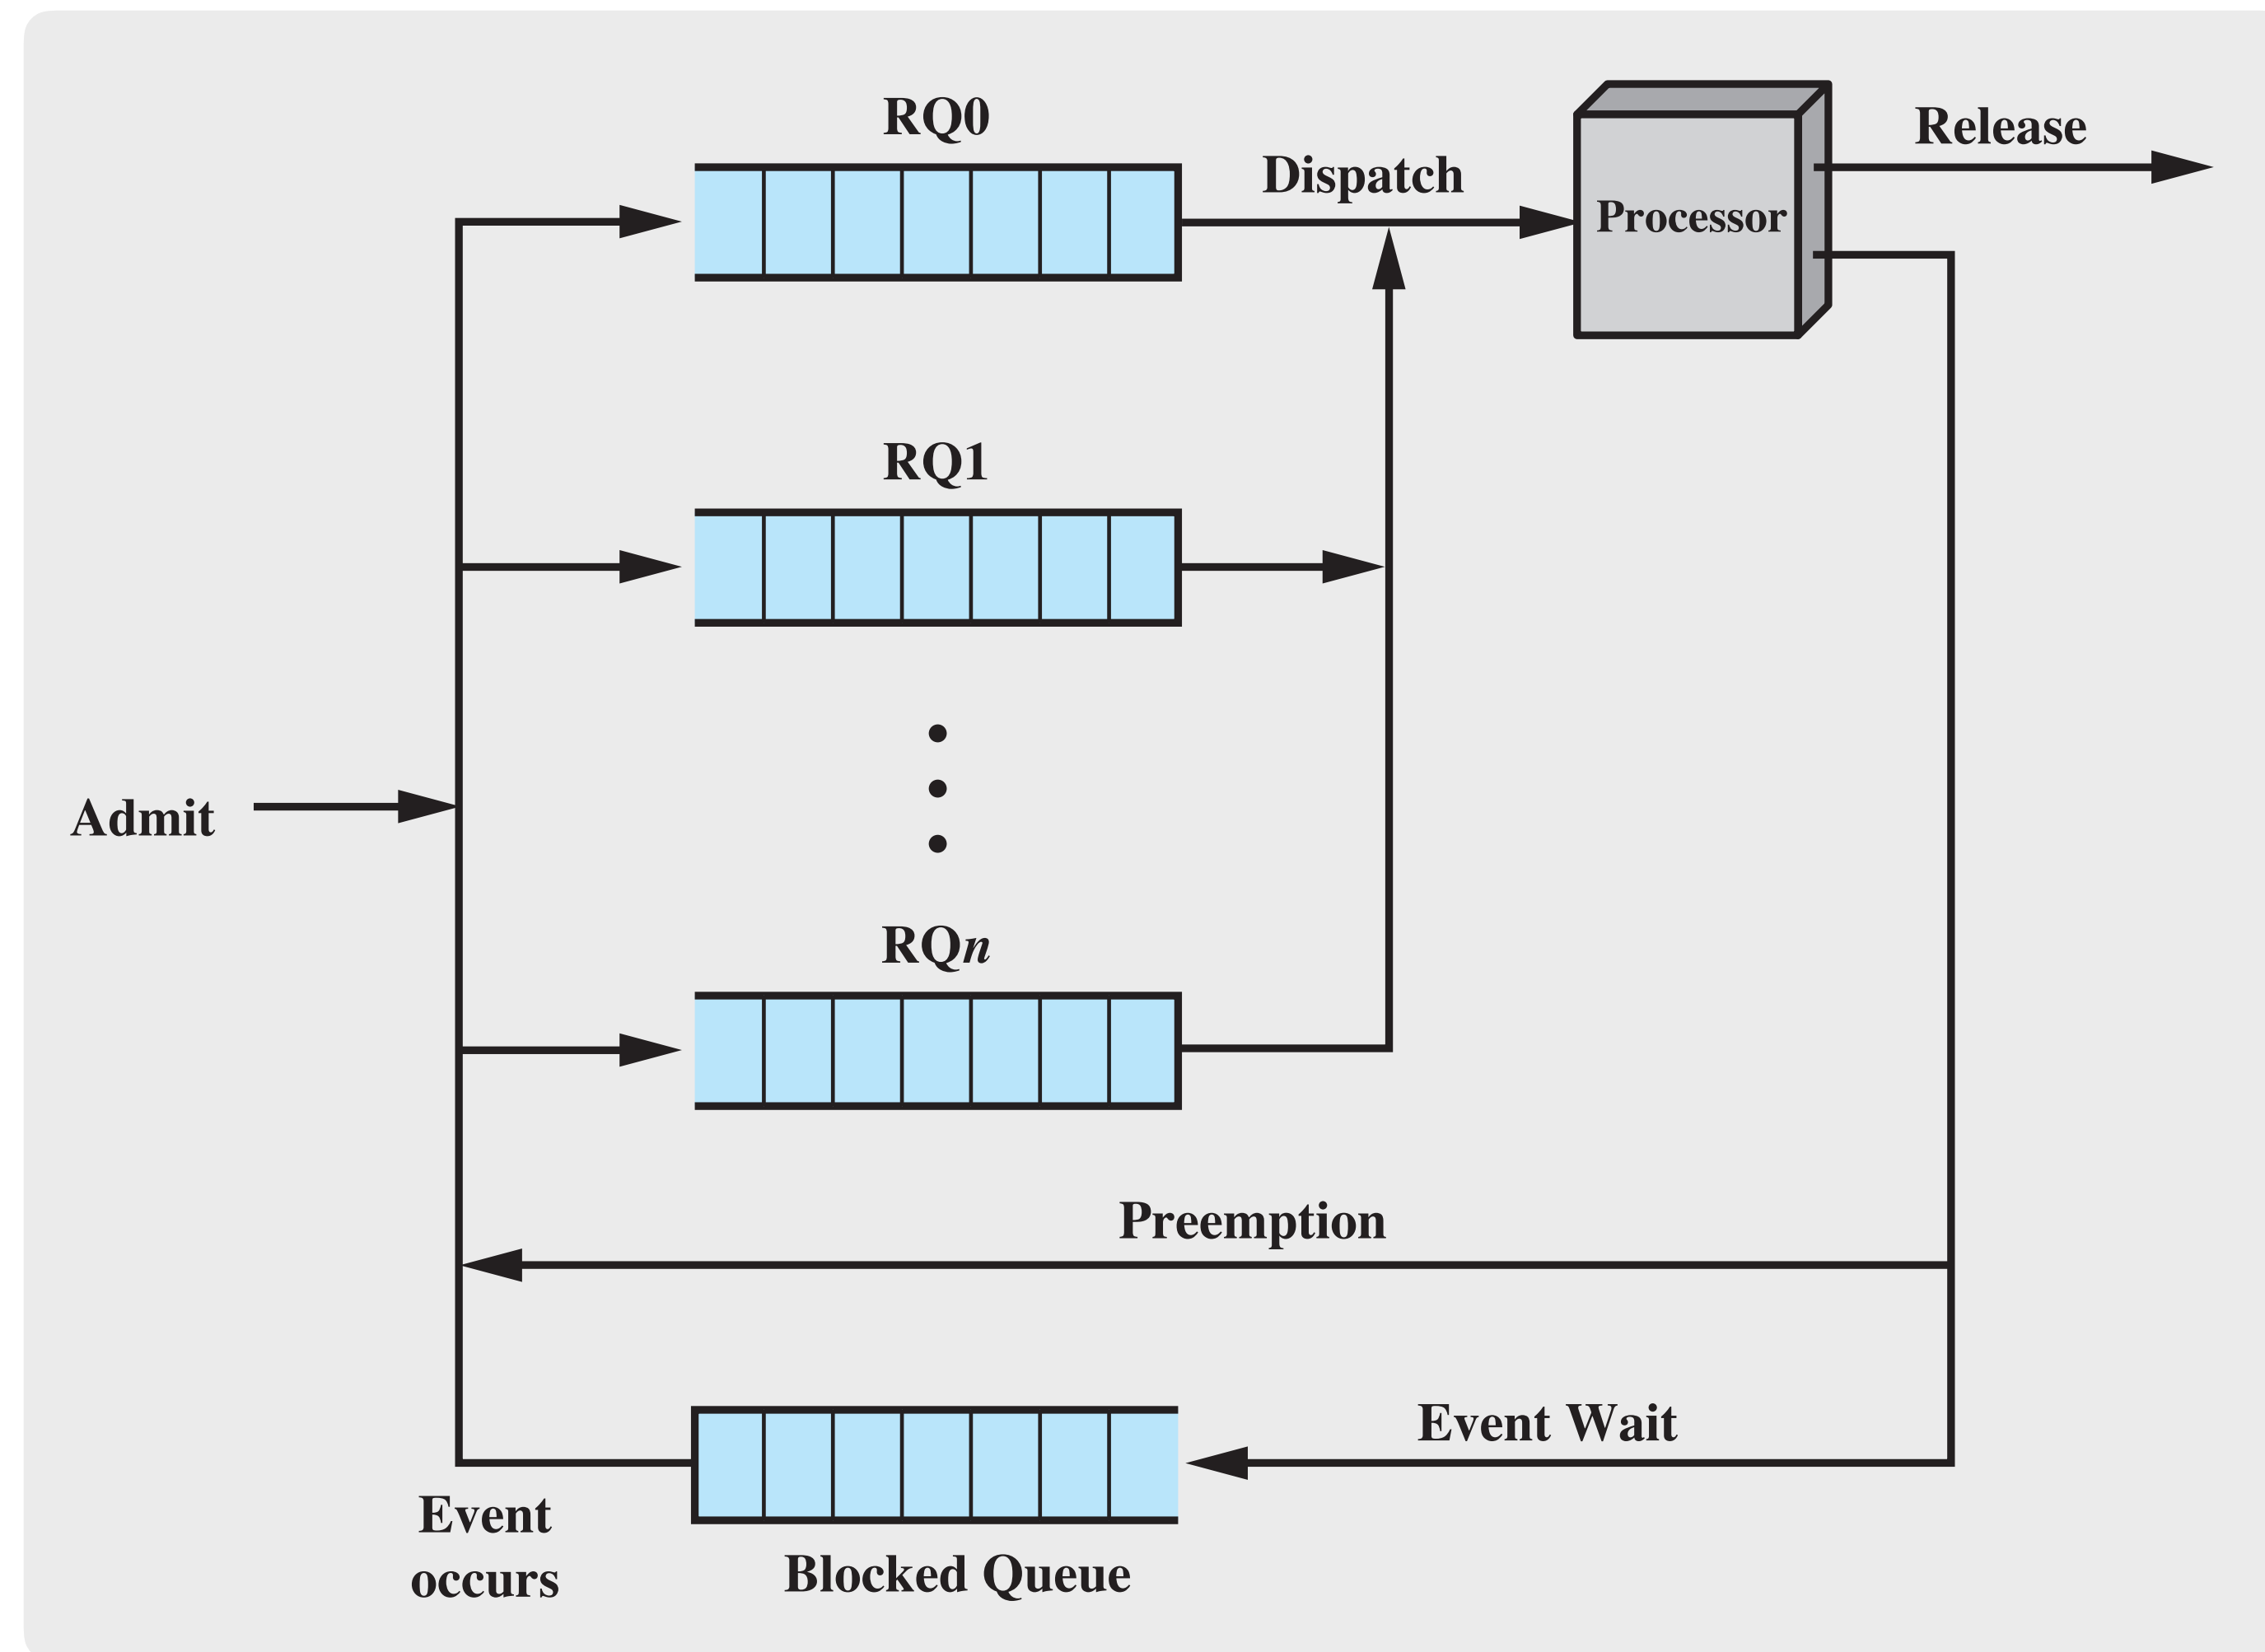 RQ0
Dispatch
Release
Processor
RQ1
Admit
RQn
Preemption
Event Wait
Event
occurs
Blocked Queue